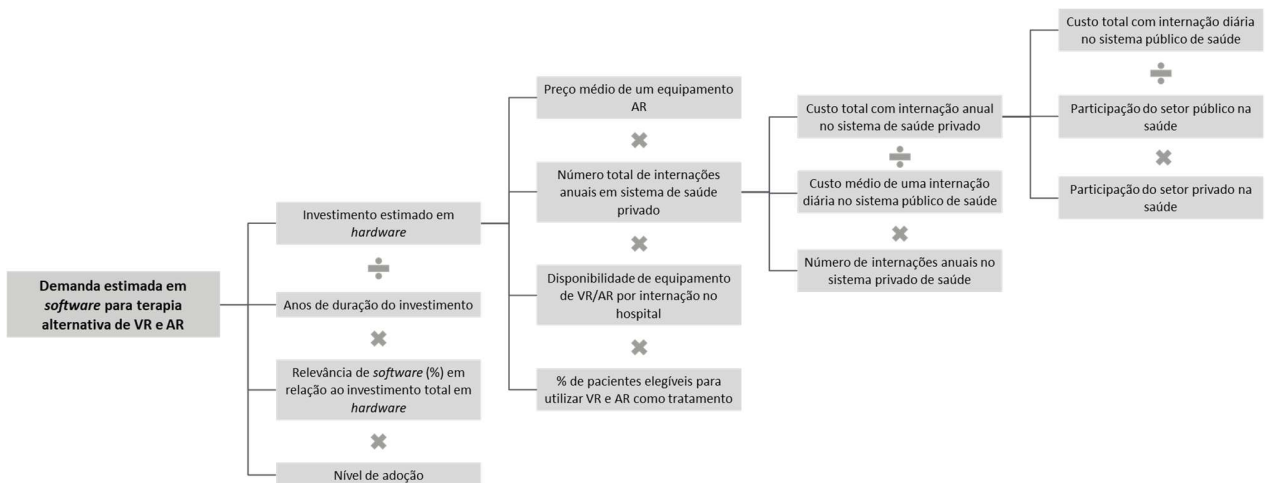 Demanda estimada em
software para terapia
alternativa de VR e AR
Investimento estimado em
hardware
÷
Anos de duração do investimento
×
Relevância de software (%) em
relação ao investimento total em
hardware
×
Nível de adoção
Preço médio de um equipamento
AR
×
Número total de internações
anuais em sistema de saúde
privado
×
Disponibilidade de equipamento
de VR/AR por internação no
hospital
×
% de pacientes elegíveis para
utilizar VR e AR como tratamento
Custo total com internação anual
no sistema de saúde privado
÷
Custo médio de uma internação
diária no sistema público de saúde
×
Número de internações anuais no
sistema privado de saúde
Custo total com internação diária
no sistema público de saúde
÷
Participação do setor público na
saúde
×
Participação do setor privado na
saúde